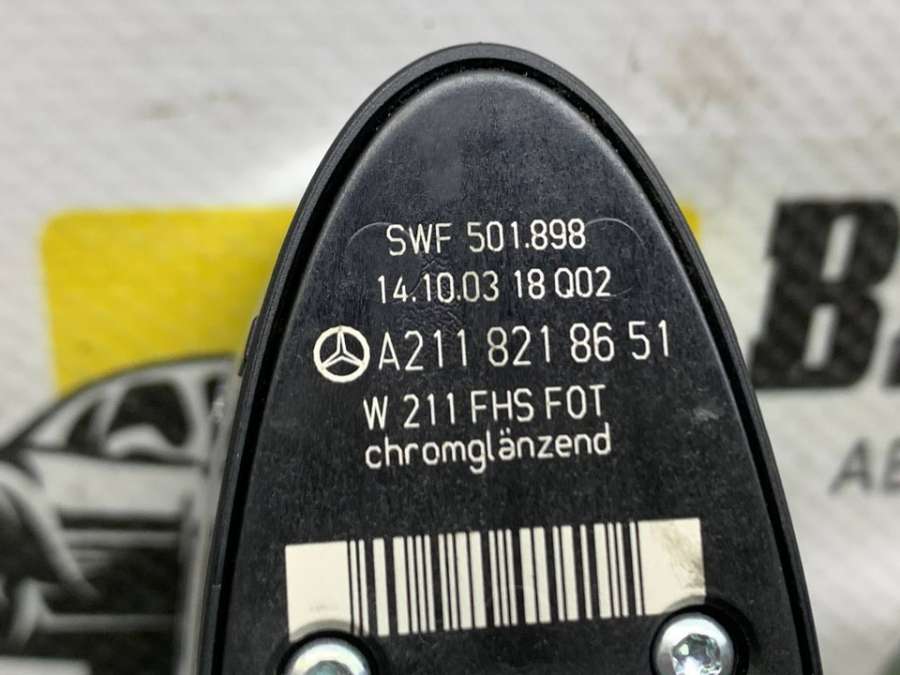 SWF 501.898
14.10.03 18 Q02
A211 821 86 51
W 211 FHS FOT
chromglänzend